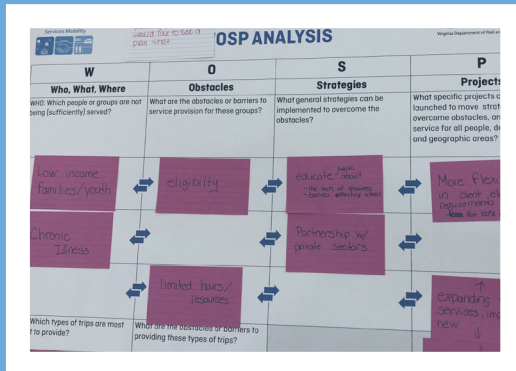 Services Mobility
would like to see a
plan that
OSP ANALYSIS
Virginia Department of Rail an
W
O
S
P
Who, What, Where
Obstacles
Strategies
Projects
WHO: Which people or groups are not
being [sufficiently] served?
What are the obstacles or barriers to
service provision for these groups?
What general strategies can be
implemented to overcome the
obstacles?
What specific projects c
launched to move strat
overcome obstacles, an
service for all people, de
and geographic areas?
Low income
families/youth
eligibilty
public
educate about
- the lack of resources
- barriers affecting others
More Flexi
in client el
requirements
Chronic
Illness
Partnership w/
private sectors
limited hours/
resources
expanding
services, imp
new
Which types of trips are most
t to provide?
What are the obstacles or barriers to
providing these types of trips?